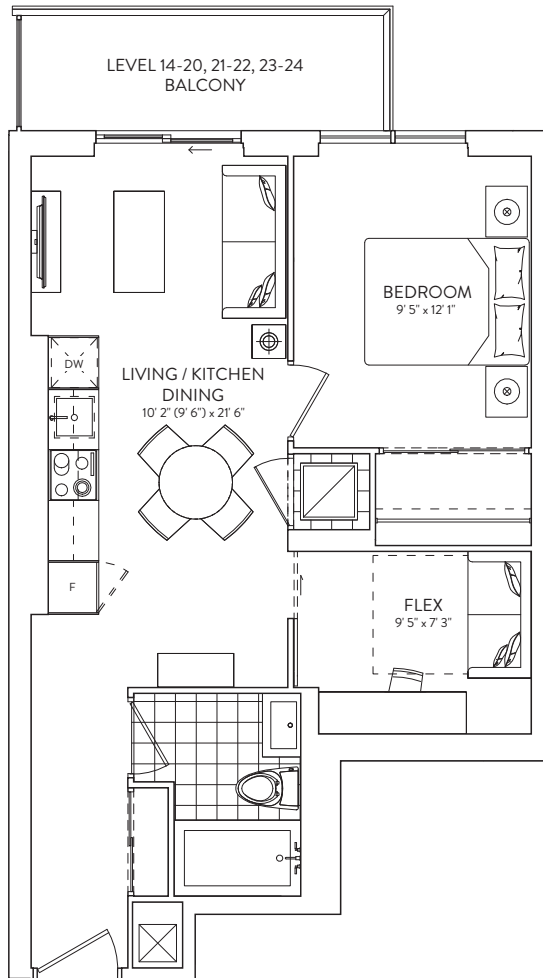 LEVEL 14-20, 21-22, 23-24
BALCONY
BEDROOM
9' 5" x 12' 1"
DW
LIVING / KITCHEN
DINING
10' 2" (9' 6") x 21' 6"
F
FLEX
9' 5" x 7' 3"